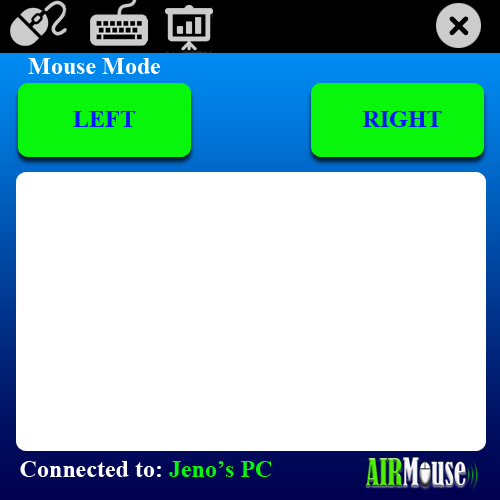 Mouse Mode
LEFT
RIGHT
Connected to: Jeno’s PC
AIRMouse